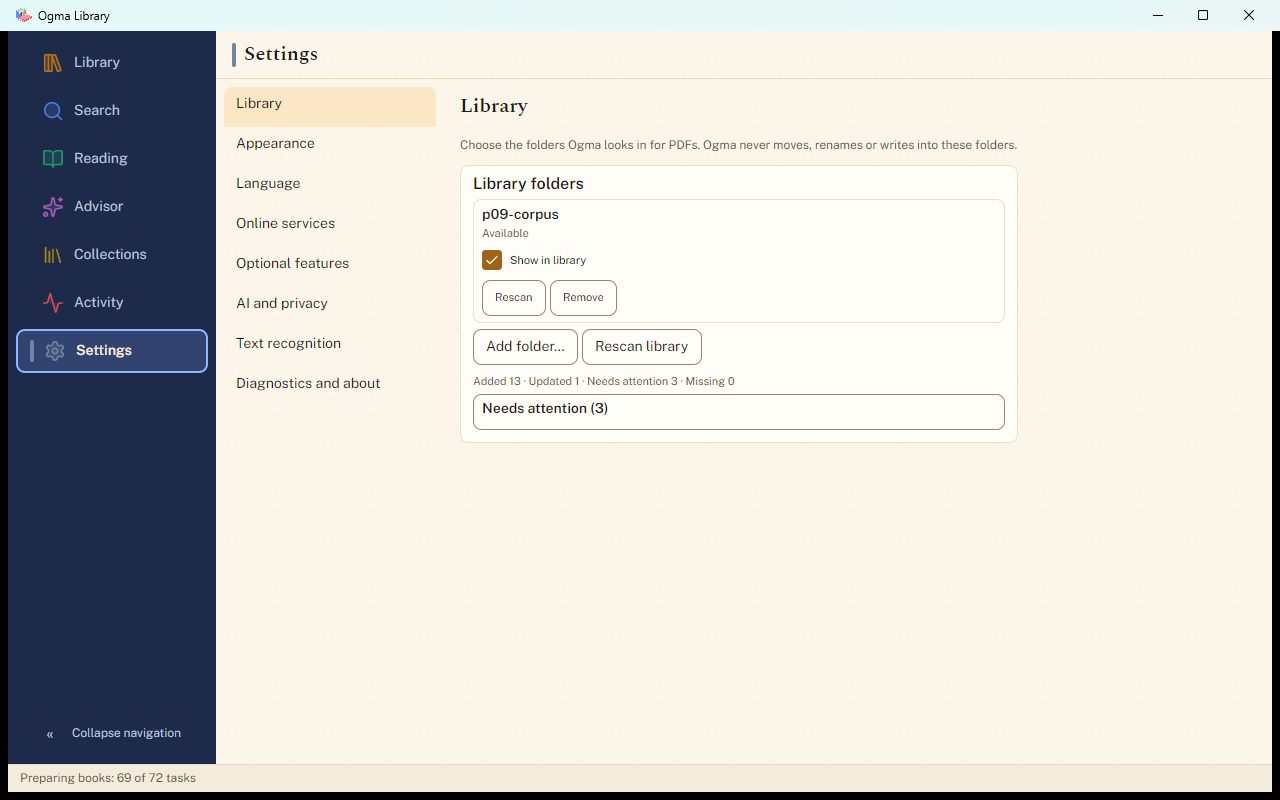 Ogma Library
Library
Search
Reading
Advisor
Collections
Activity
Settings
« Collapse navigation
Settings
Library
Appearance
Language
Online services
Optional features
AI and privacy
Text recognition
Diagnostics and about
Library
Choose the folders Ogma looks in for PDFs. Ogma never moves, renames or writes into these folders.
Library folders
p09-corpus
Available
Show in library
Rescan Remove
Add folder... Rescan library
Added 13 · Updated 1 · Needs attention 3 · Missing 0
Needs attention (3)
Preparing books: 69 of 72 tasks